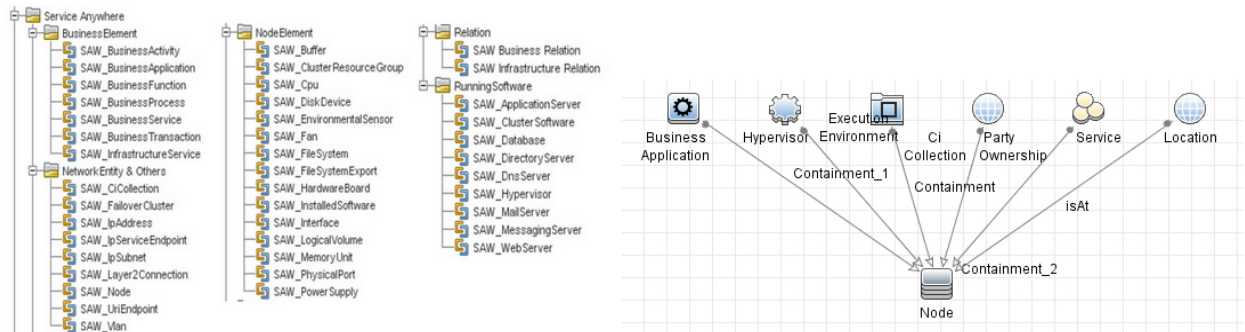 Service Anywhere
BusinessElement
SAW_BusinessActivity
SAW_BusinessApplication
SAW_BusinessFunction
SAW_BusinessProcess
SAW_BusinessService
SAW_BusinessTransaction
SAW_InfrastructureService
NetworkEntity & Others
SAW_CiCollection
SAW_FailoverCluster
SAW_IpAddress
SAW_IpServiceEndpoint
SAW_IpSubnet
SAW_Layer2Connection
SAW_Node
SAW_UriEndpoint
SAW_Vlan
NodeElement
SAW_Buffer
SAW_ClusterResourceGroup
SAW_Cpu
SAW_DiskDevice
SAW_EnvironmentalSensor
SAW_Fan
SAW_FileSystem
SAW_FileSystemExport
SAW_HardwareBoard
SAW_InstalledSoftware
SAW_Interface
SAW_LogicalVolume
SAW_MemoryUnit
SAW_PhysicalPort
SAW_PowerSupply
Relation
SAW Business Relation
SAW Infrastructure Relation
RunningSoftware
SAW_ApplicationServer
SAW_ClusterSoftware
SAW_Database
SAW_DirectoryServer
SAW_DnsServer
SAW_Hypervisor
SAW_MailServer
SAW_MessagingServer
SAW_WebServer
Business
Application
Hypervisor
Execution
Environment
Ci
Collection
Party
Ownership
Service
Location
Containment_1
Containment
isAt
Containment_2
Node